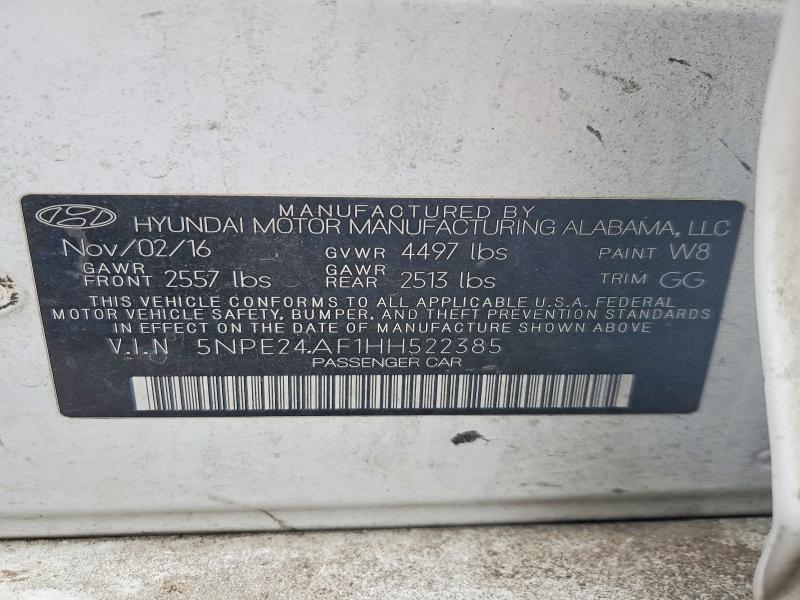 MANUFACTURED BY
HYUNDAI MOTOR MANUFACTURING ALABAMA, LLC
Nov/02/16 GVWR 4497 lbs PAINT W8
GAWR FRONT 2557 lbs GAWR REAR 2513 lbs TRIM GG
THIS VEHICLE CONFORMS TO ALL APPLICABLE U.S.A. FEDERAL
MOTOR VEHICLE SAFETY, BUMPER, AND THEFT PREVENTION STANDARDS
IN EFFECT ON THE DATE OF MANUFACTURE SHOWN ABOVE.
V.I.N 5NPE24AF1HH522385
PASSENGER CAR